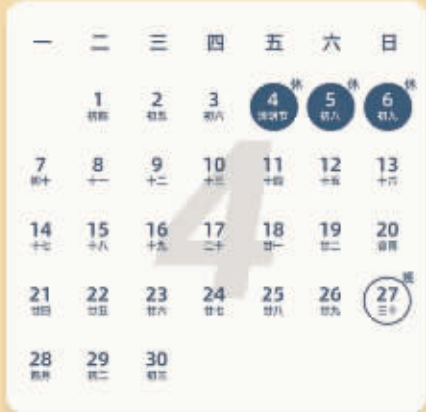 一 二 三 四 五 六 日
休 休 休
1 2 3 4 5 6
初四 初五 初六 清明节 初八 初九
7 8 9 10 11 12 13
初十 十一 十二 十三 十四 十五 十六
4
14 15 16 17 18 19 20
十七 十八 十九 二十 廿一 廿二 谷雨
班
21 22 23 24 25 26 27
廿四 廿五 廿六 廿七 廿八 廿九 三十
28 29 30
四月 初二 初三